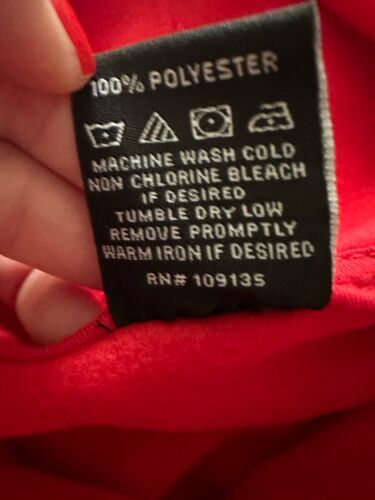 100% POLYESTER
MACHINE WASH COLD
NON CHLORINE BLEACH
IF DESIRED
TUMBLE DRY LOW
REMOVE PROMPTLY
WARM IRON IF DESIRED
RN# 109135